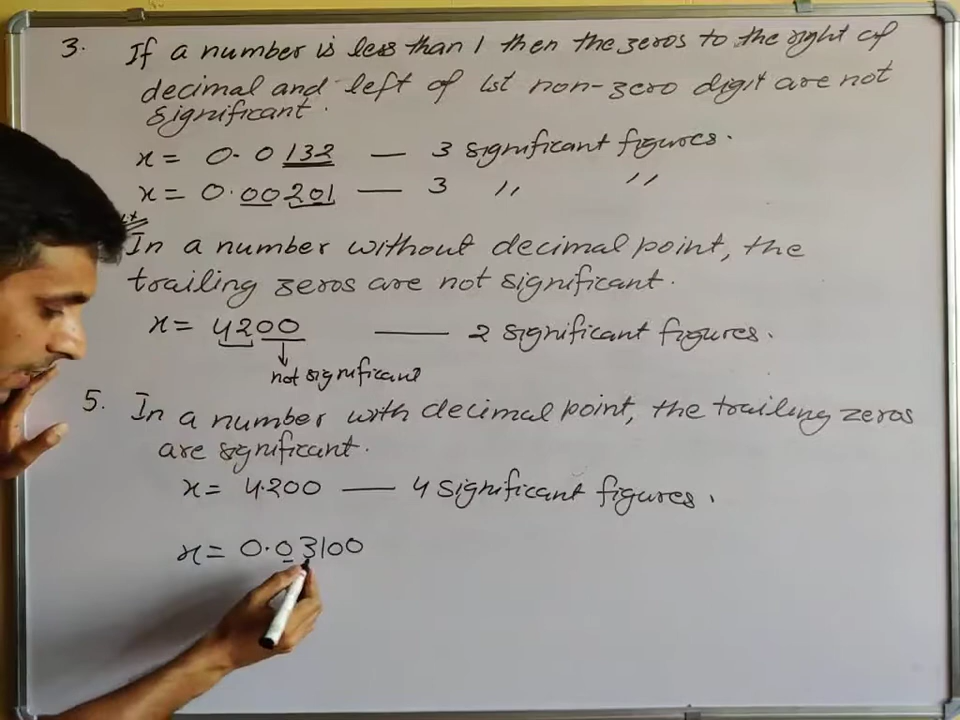 3. If a number is less than 1 then the zeros to the right of
decimal and left of 1st non-zero digit are not
significant.
x = 0.0132 — 3 significant figures.
x = 0.00201 — 3 " "
In a number without decimal point, the
trailing zeros are not significant.
x = 4200 — 2 significant figures.
not significant
5. In a number with decimal point, the trailing zeros
are significant.
x = 4.200 — 4 significant figures.
x = 0.03100